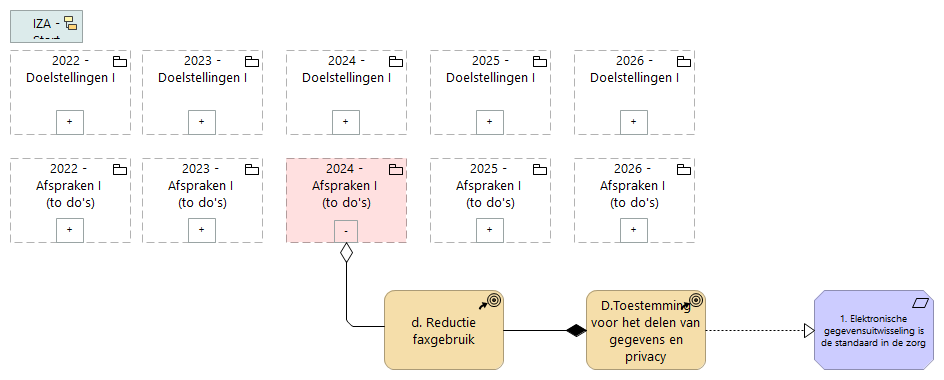 IZA -
2022 -
Doelstellingen I
+
2023 -
Doelstellingen I
+
2024 -
Doelstellingen I
+
2025 -
Doelstellingen I
+
2026 -
Doelstellingen I
+
2022 -
Afspraken I
(to do's)
+
2023 -
Afspraken I
(to do's)
+
2024 -
Afspraken I
(to do's)
-
2025 -
Afspraken I
(to do's)
+
2026 -
Afspraken I
(to do's)
+
d. Reductie
faxgebruik
D.Toestemming
voor het delen van
gegevens en
privacy
1. Elektronische
gegevensuitwisseling is
de standaard in de zorg